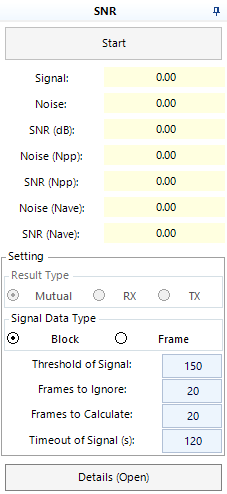 SNR
Start
Signal: 0.00
Noise: 0.00
SNR (dB): 0.00
Noise (Npp): 0.00
SNR (Npp): 0.00
Noise (Nave): 0.00
SNR (Nave): 0.00
Setting
Result Type
Mutual RX TX
Signal Data Type
Block Frame
Threshold of Signal: 150
Frames to Ignore: 20
Frames to Calculate: 20
Timeout of Signal (s): 120
Details (Open)